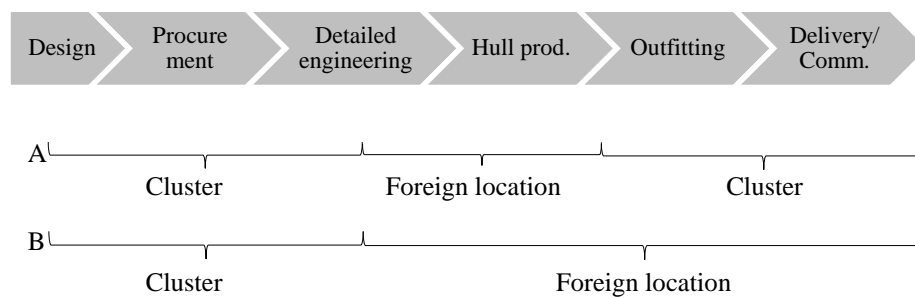 Design
Procure
ment
Detailed
engineering
Hull prod.
Outfitting
Delivery/
Comm.
A
Cluster
Foreign location
Cluster
B
Cluster
Foreign location